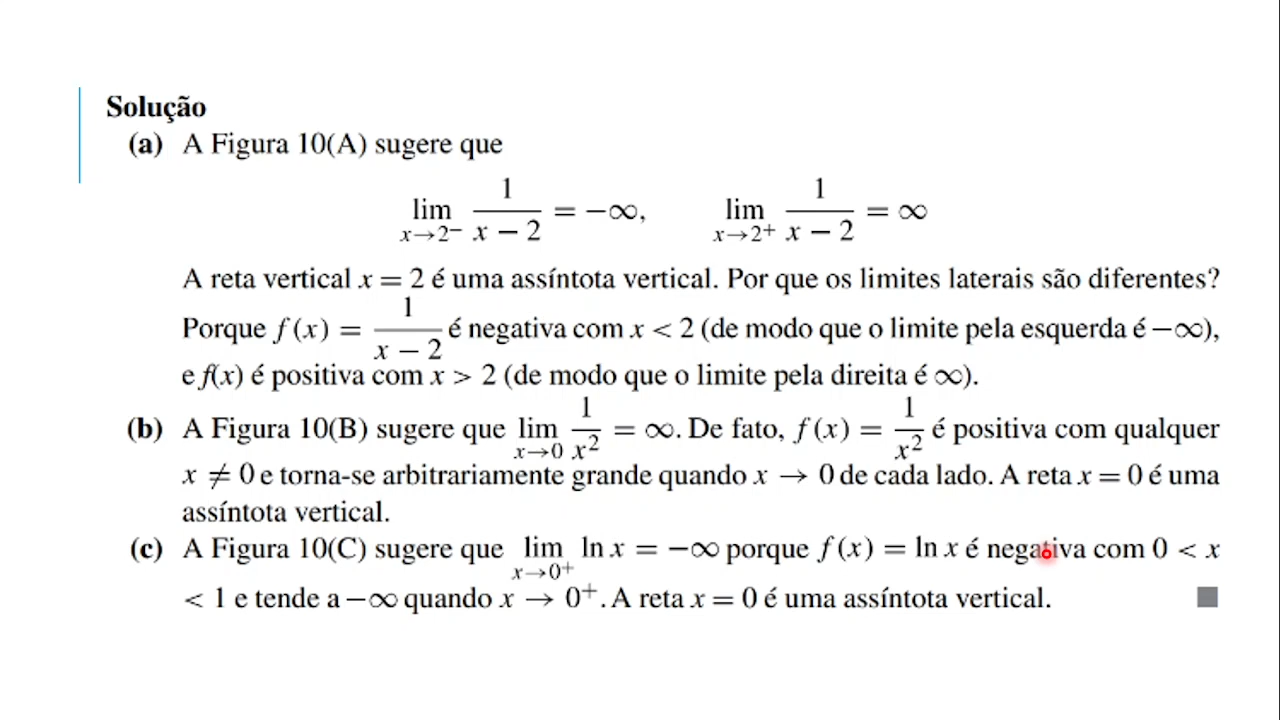 Solução
(a) A Figura 10(A) sugere que
lim x→2− 1/(x − 2) = −∞, lim x→2+ 1/(x − 2) = ∞
A reta vertical x = 2 é uma assíntota vertical. Por que os limites laterais são diferentes?
Porque f(x) = 1/(x − 2) é negativa com x < 2 (de modo que o limite pela esquerda é −∞),
e f(x) é positiva com x > 2 (de modo que o limite pela direita é ∞).
(b) A Figura 10(B) sugere que lim x→0 1/x² = ∞. De fato, f(x) = 1/x² é positiva com qualquer
x ≠ 0 e torna-se arbitrariamente grande quando x → 0 de cada lado. A reta x = 0 é uma
assíntota vertical.
(c) A Figura 10(C) sugere que lim x→0+ ln x = −∞ porque f(x) = ln x é negativa com 0 < x
< 1 e tende a −∞ quando x → 0+. A reta x = 0 é uma assíntota vertical.